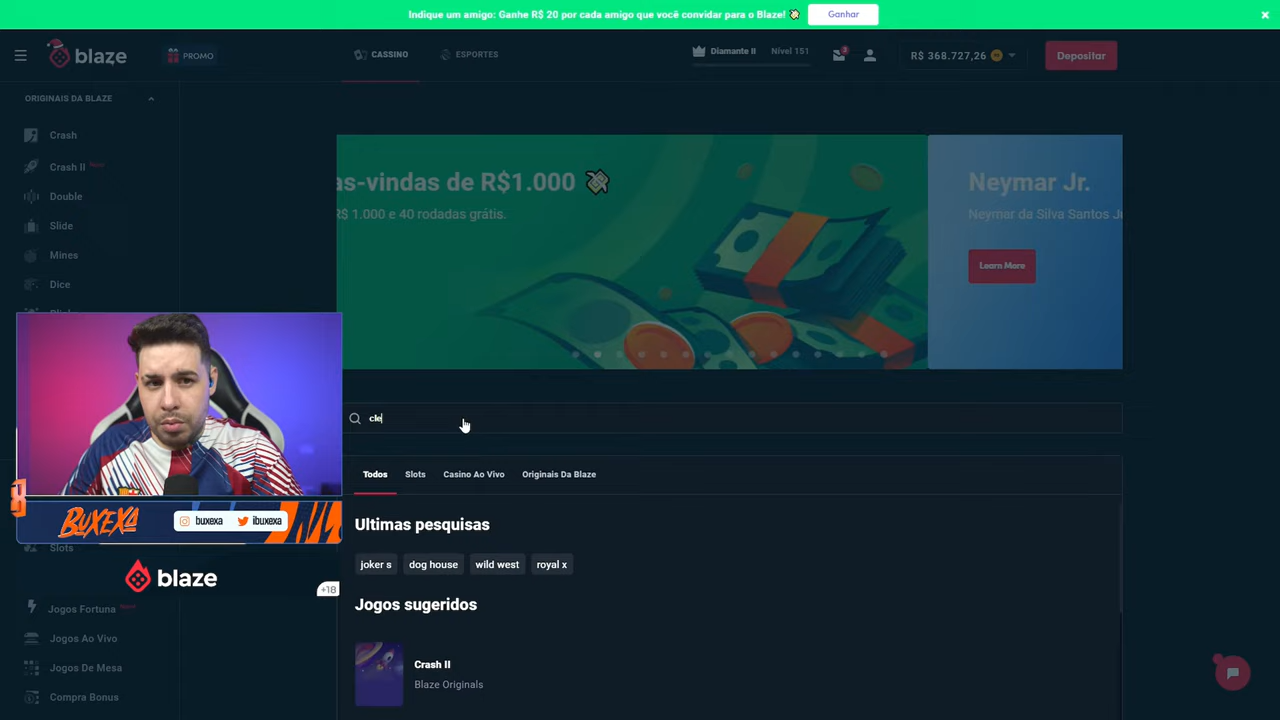 Indique um amigo: Ganhe R$ 20 por cada amigo que você convidar para o Blaze!
Ganhar
blaze
PROMO
CASSINO
ESPORTES
Diamante II
Nível 151
3
R$ 368.727,26
Depositar
ORIGINAIS DA BLAZE
Crash
Crash II New
Double
Slide
Mines
Dice
as-vindas de R$1.000
R$ 1.000 e 40 rodadas grátis.
Neymar Jr.
Neymar da Silva Santos Jú
Learn More
cle
Todos
Slots
Casino Ao Vivo
Originais Da Blaze
Ultimas pesquisas
joker s
dog house
wild west
royal x
Jogos sugeridos
Crash II
Blaze Originals
BUXEXA
buxexa
ibuxexa
Slots
blaze
+18
Jogos Fortuna
Jogos Ao Vivo
Jogos De Mesa
Compra Bonus